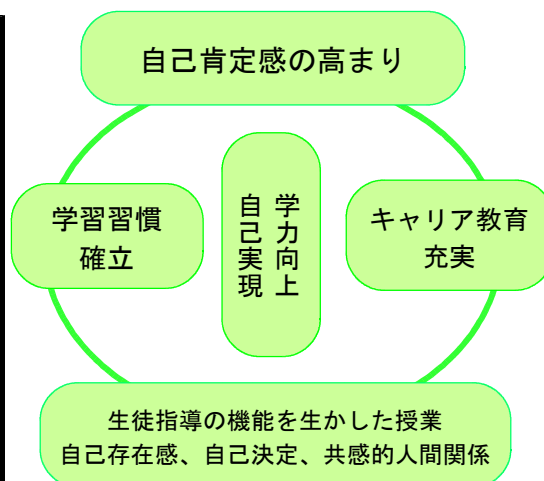 自己肯定感の高まり
学習習慣
確立
学力向上
自己実現
キャリア教育
充実
生徒指導の機能を生かした授業
自己存在感、自己決定、共感的人間関係